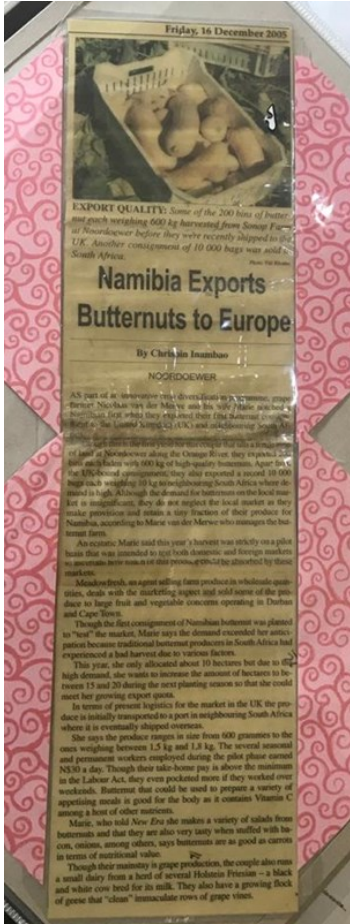 Friday, 16 December 2005
EXPORT QUALITY: Some of the 200 bins of butter-
nut each weighing 600 kg harvested from Sonop Farm
at Noordoewer before they were recently shipped to the
UK. Another consignment of 10 000 bags was sold to
South Africa.
Namibia Exports
Butternuts to Europe
By Chrispin Inambao
NOORDOEWER
AS part of an innovative crop diversification programme, grape
farmer Nicolaas van der Merwe and his wife Marie
Namibian first when they exported their first butternut
to the United Kingdom (UK) and neighbouring South
this is the first year for this couple
of land at Noordoewer along the Orange River, they exported 200
bins each laden with 600 kg of high-quality butternuts. Apart from
the UK-bound consignment, they also exported a record 10 000
bags each weighing 10 kg to neighbouring South Africa where de-
mand is high. Although the demand for butternuts on the local mar-
ket is insignificant, they do not neglect the local market as they
make provisions and retain a tiny fraction of their produce for
Namibia, according to Marie van der Merwe who manages the but-
ternut farm.
An ecstatic Marie said this year's harvest was strictly on a pilot
basis that was intended to test both domestic and foreign markets
to ascertain how much of this product could be absorbed by these
markets.
Meadowfresh, an agent selling farm produce in wholesale quan-
tities, deals with the marketing aspect and sold some of the pro-
duce to large fruit and vegetable concerns operating in Durban
and Cape Town.
Though the first consignment of Namibian butternut was planted
to "test" the market, Marie says the demand exceeded her antici-
pation because traditional butternut producers in South Africa had
experienced a bad harvest due to various factors.
This year, she only allocated about 10 hectares but due to the
high demand, she wants to increase the amount of hectares to be-
tween 15 and 20 during the next planting season so that she could
meet her growing export quota.
In terms of present logistics for the market in the UK the pro-
duce is initially transported to a port in neighbouring South Africa
where it is eventually shipped overseas.
She says the produce ranges in size from 600 grammes to the
ones weighing between 1,5 kg and 1,8 kg. The several seasonal
and permanent workers employed during the pilot phase earned
N$30 a day. Though their take-home pay is above the minimum
in the Labour Act, they even pocketed more if they worked over
weekends. Butternut that could be used to prepare a variety of
appetising meals is good for the body as it contains Vitamin C
among a host of other nutrients.
Marie, who told New Era she makes a variety of salads from
butternuts and that they are also very tasty when stuffed with ba-
con, onions, among others, says butternuts are as good as carrots
in terms of nutritional value.
Though their mainstay is grape production, the couple also runs
a small dairy from a herd of several Holstein Friesian – a black
and white cow bred for its milk. They also have a growing flock
of geese that "clean" immaculate rows of grape vines.